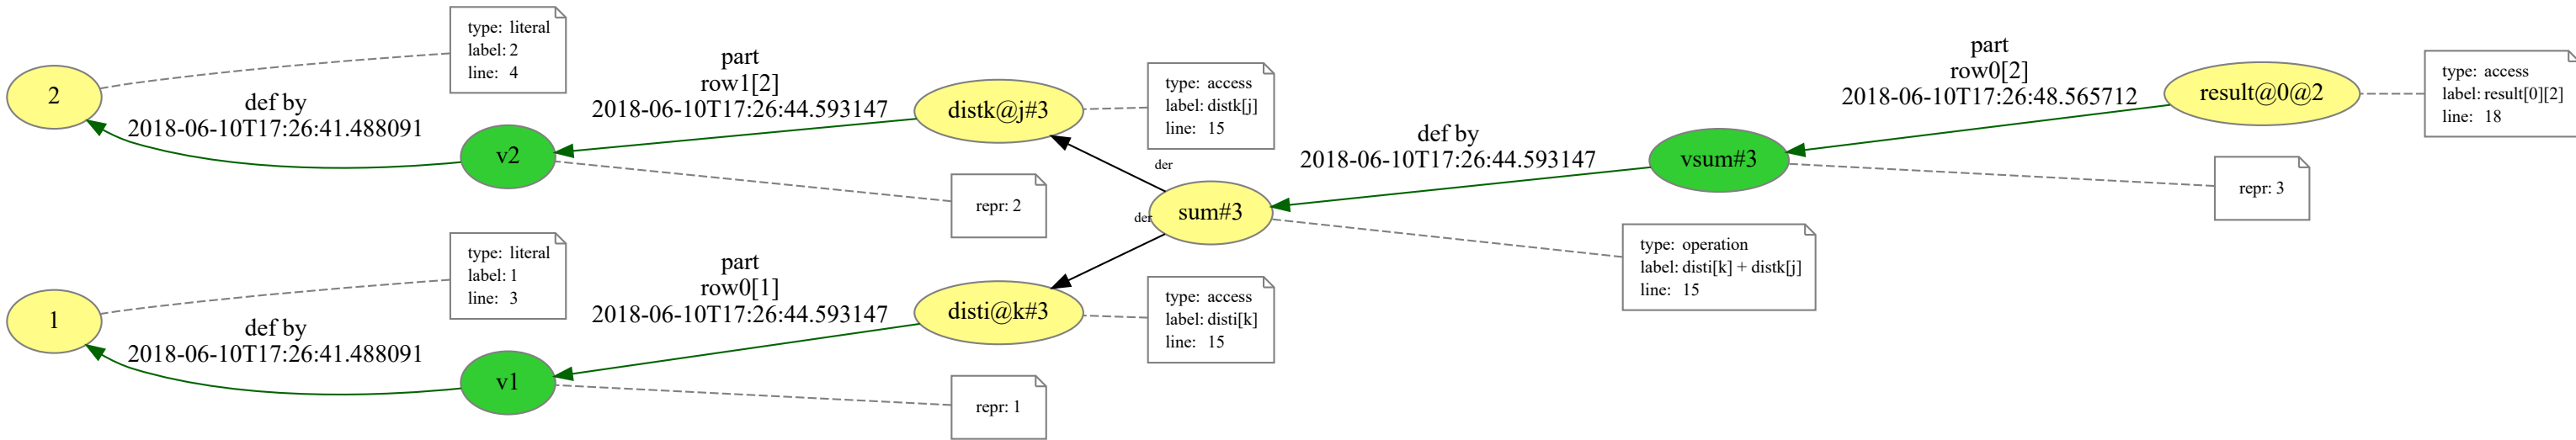 type: literal
label: 2
line: 4
2
def by
2018-06-10T17:26:41.488091
v2
part
row1[2]
2018-06-10T17:26:44.593147
distk@j#3
type: access
label: distk[j]
line: 15
repr: 2
der
der
sum#3
def by
2018-06-10T17:26:44.593147
vsum#3
part
row0[2]
2018-06-10T17:26:48.565712
result@0@2
type: access
label: result[0][2]
line: 18
repr: 3
type: operation
label: disti[k] + distk[j]
line: 15
type: literal
label: 1
line: 3
1
def by
2018-06-10T17:26:41.488091
v1
part
row0[1]
2018-06-10T17:26:44.593147
disti@k#3
type: access
label: disti[k]
line: 15
repr: 1